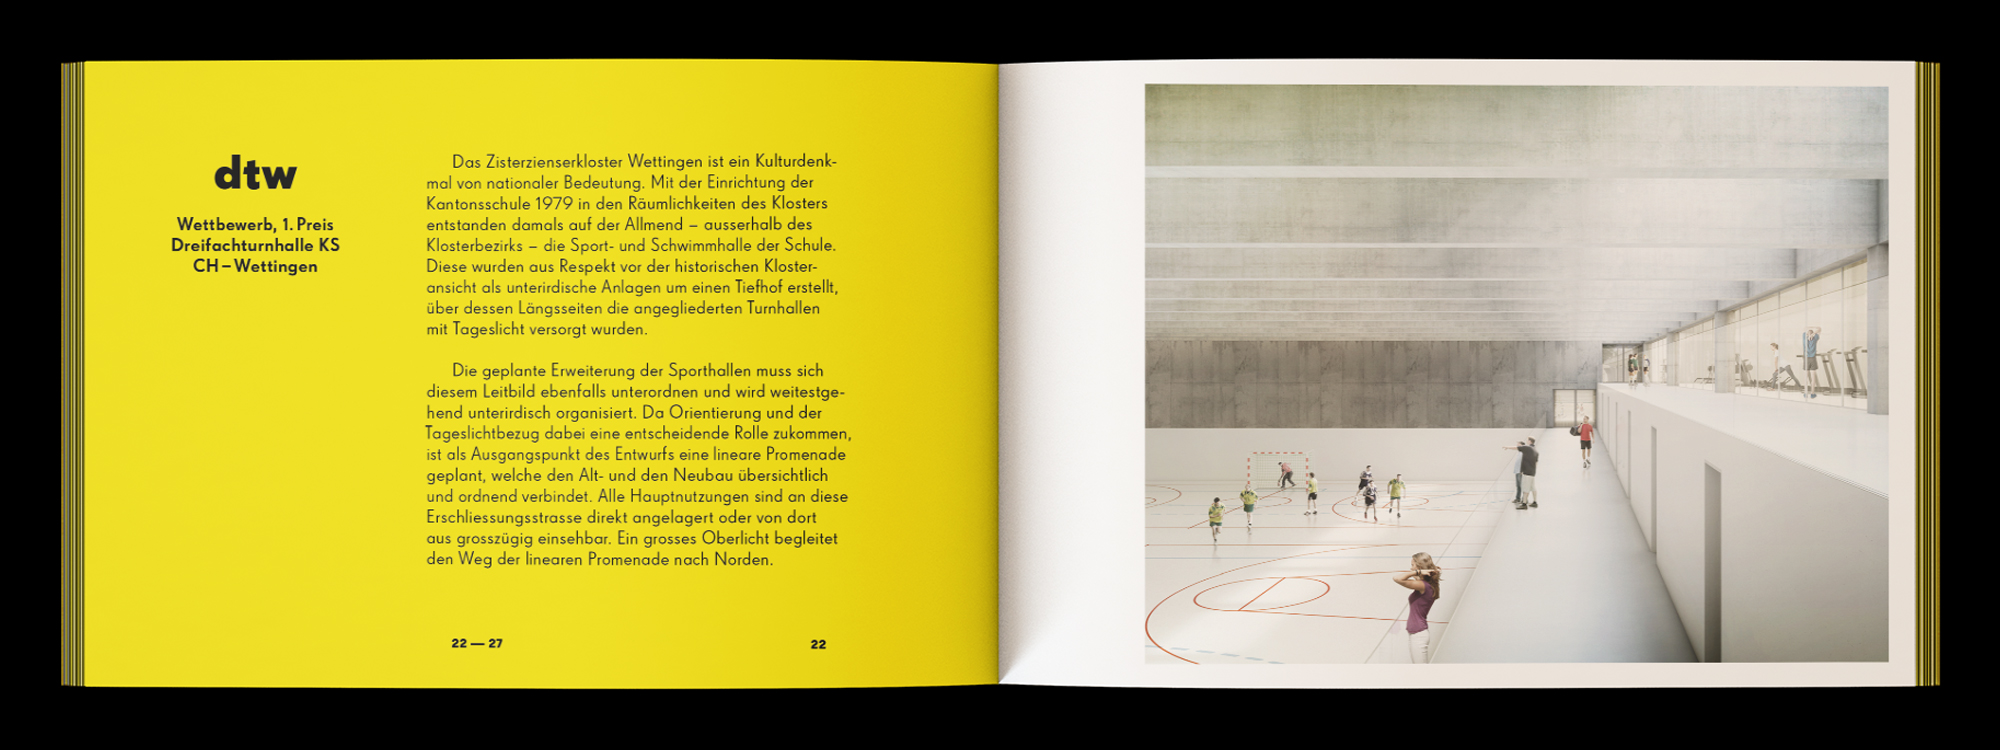 dtw
Wettbewerb, 1. Preis
Dreifachturnhalle KS
CH – Wettingen
Das Zisterzienserkloster Wettingen ist ein Kulturdenk-
mal von nationaler Bedeutung. Mit der Einrichtung der
Kantonsschule 1979 in den Räumlichkeiten des Klosters
entstanden damals auf der Allmend – ausserhalb des
Klosterbezirks – die Sport- und Schwimmhalle der Schule.
Diese wurden aus Respekt vor der historischen Kloster-
ansicht als unterirdische Anlagen um einen Tiefhof erstellt,
über dessen Längsseiten die angegliederten Turnhallen
mit Tageslicht versorgt wurden.
Die geplante Erweiterung der Sporthallen muss sich
diesem Leitbild ebenfalls unterordnen und wird weitestge-
hend unterirdisch organisiert. Da Orientierung und der
Tageslichtbezug dabei eine entscheidende Rolle zukommen,
ist als Ausgangspunkt des Entwurfs eine lineare Promenade
geplant, welche den Alt- und den Neubau übersichtlich
und ordnend verbindet. Alle Hauptnutzungen sind an diese
Erschliessungsstrasse direkt angelagert oder von dort
aus grosszügig einsehbar. Ein grosses Oberlicht begleitet
den Weg der linearen Promenade nach Norden.
22 — 27
22